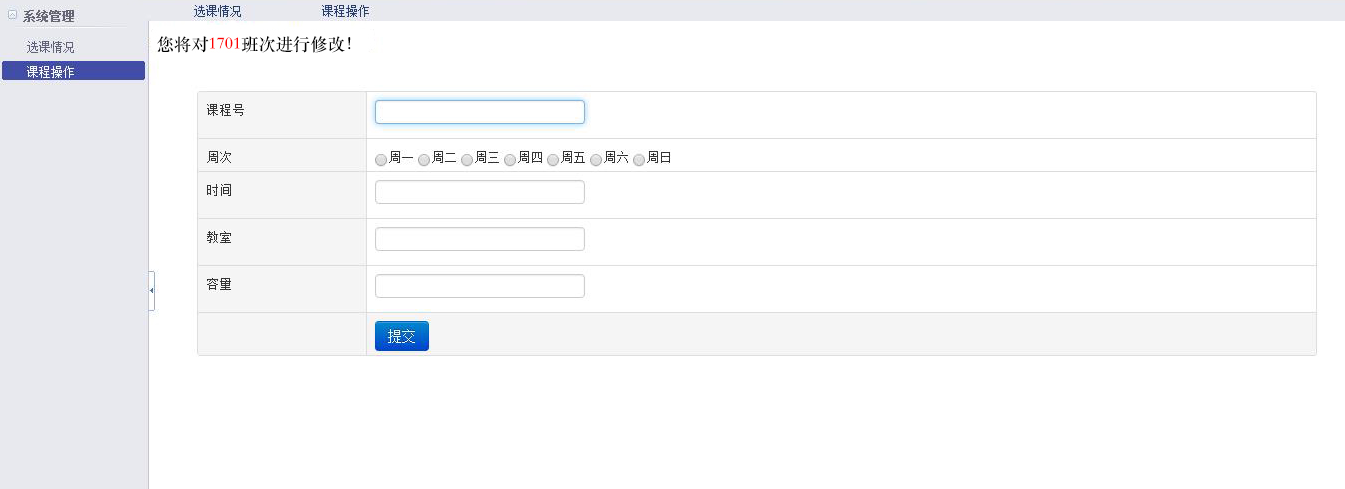 系统管理
选课情况
课程操作
选课情况 课程操作
您将对1701班次进行修改!
课程号
周次 周一 周二 周三 周四 周五 周六 周日
时间
教室
容量
提交